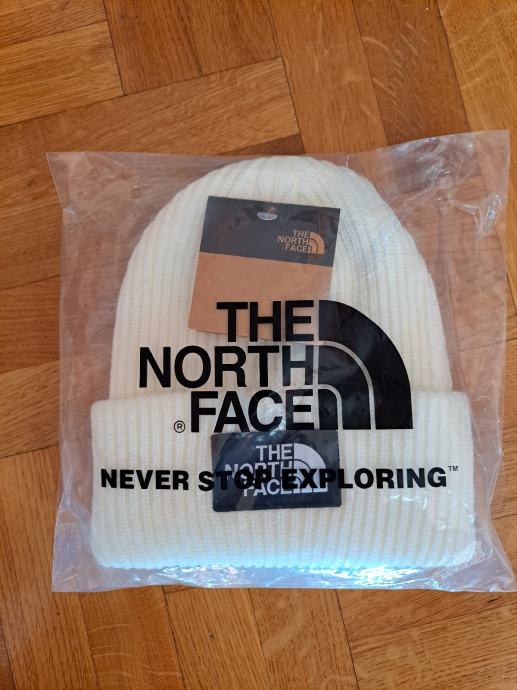 THE
NORTH
FACE
THE
NORTH
® FACE
THE
NORTH
FACE
NEVER STOP EXPLORING™